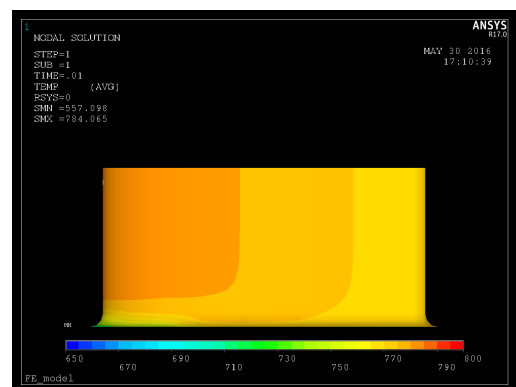 1
ANSYS
R17.0
NODAL SOLUTION
MAY 30 2016
17:10:39
STEP=1
SUB =1
TIME=.01
TEMP (AVG)
RSYS=0
SMN =557.098
SMX =784.065
MN
650 690 730 770 800
670 710 750 790
FE_model